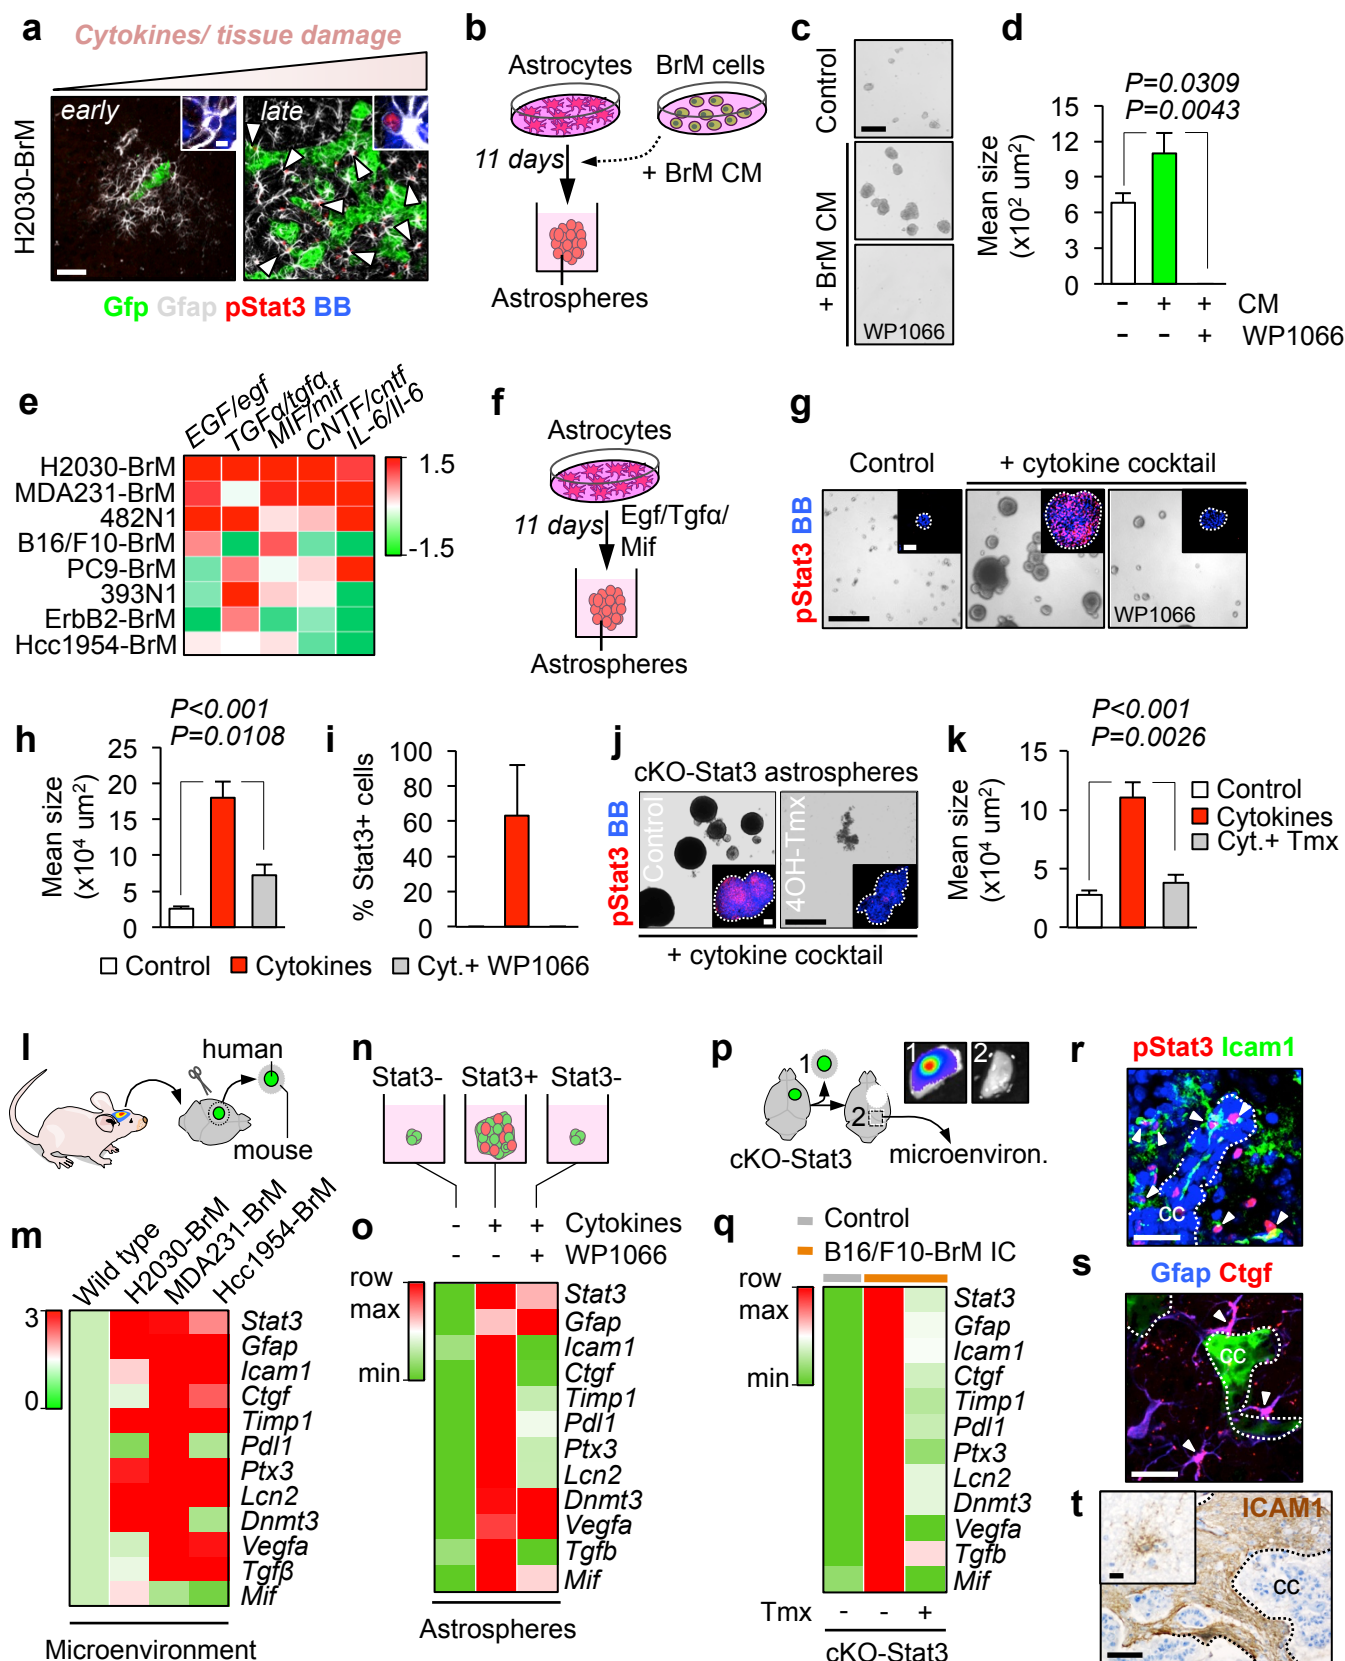 a
Cytokines/ tissue damage
early
late
H2030-BrM
Gfp Gfap pStat3 BB
b
Astrocytes
BrM cells
11 days
+ BrM CM
Astrospheres
c
Control
+ BrM CM
WP1066
d
P=0.0309
P=0.0043
Mean size
(x10² um²)
12
9
6
3
0
- + + CM
- - + WP1066
e
EGF/egf
TGFα/tgfα
MIF/mif
CNTF/cntf
IL-6/Il-6
H2030-BrM
MDA231-BrM
482N1
B16/F10-BrM
PC9-BrM
393N1
ErbB2-BrM
Hcc1954-BrM
1.5
-1.5
f
Astrocytes
11 days
Egf/Tgfα/
Mif
Astrospheres
g
Control
+ cytokine cocktail
pStat3 BB
WP1066
h
P<0.001
P=0.0108
Mean size
(x10⁴ um²)
25
20
15
10
5
0
i
% Stat3+ cells
100
80
60
40
20
0
Control
Cytokines
Cyt.+ WP1066
j
cKO-Stat3 astrospheres
pStat3 BB
Control
4OH-Tmx
+ cytokine cocktail
k
P<0.001
P=0.0026
Mean size
(x10⁴ um²)
15
10
5
0
Control
Cytokines
Cyt.+ Tmx
l
human
mouse
m
Wild type
H2030-BrM
MDA231-BrM
Hcc1954-BrM
3
0
Stat3
Gfap
Icam1
Ctgf
Timp1
Pdl1
Ptx3
Lcn2
Dnmt3
Vegfa
Tgfβ
Mif
Microenvironment
n
Stat3-
Stat3+
Stat3-
o
- + + Cytokines
- - + WP1066
row
max
min
Stat3
Gfap
Icam1
Ctgf
Timp1
Pdl1
Ptx3
Lcn2
Dnmt3
Vegfa
Tgfb
Mif
Astrospheres
p
1
2
1
2
cKO-Stat3
microenviron.
q
Control
B16/F10-BrM IC
row
max
min
Stat3
Gfap
Icam1
Ctgf
Timp1
Pdl1
Ptx3
Lcn2
Dnmt3
Vegfa
Tgfb
Mif
Tmx - - +
cKO-Stat3
r
pStat3 Icam1
CC
s
Gfap Ctgf
CC
t
ICAM1
CC